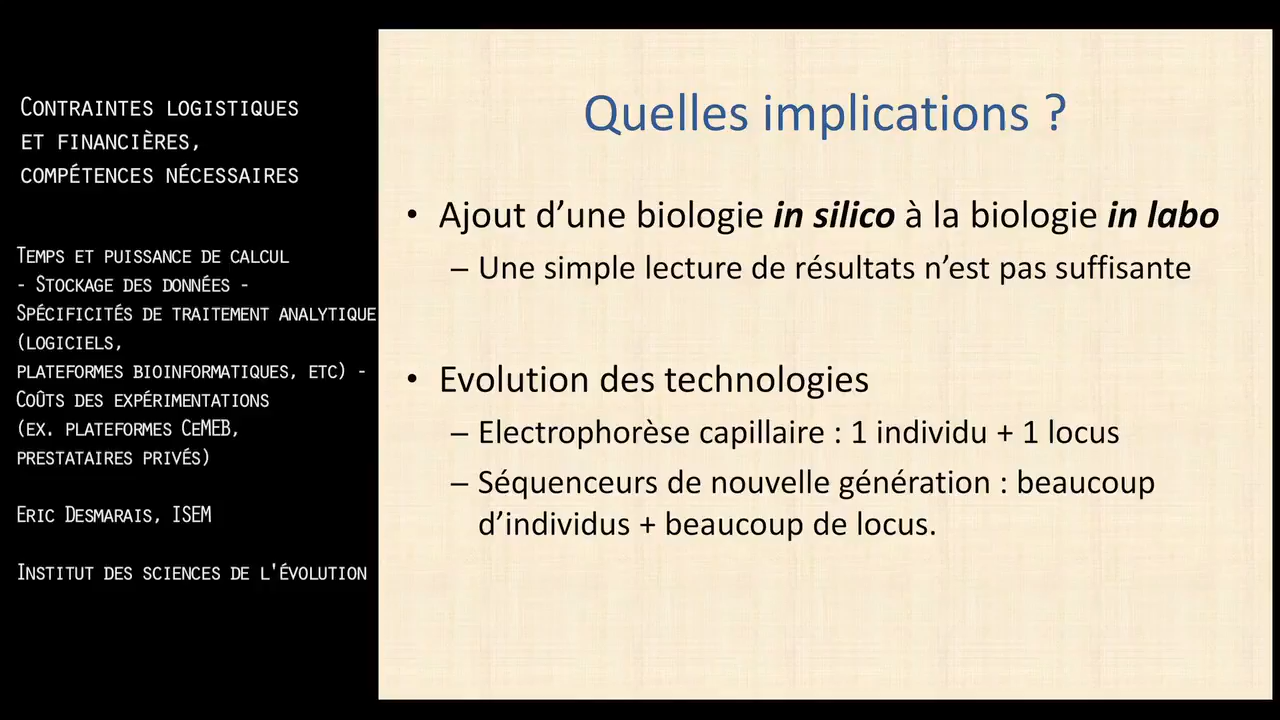 Contraintes logistiques
et financières,
compétences nécessaires
Temps et puissance de calcul
- Stockage des données -
Spécificités de traitement analytique
(logiciels,
plateformes bioinformatiques, etc) -
Coûts des expérimentations
(ex. plateformes CeMEB,
prestataires privés)
Eric Desmarais, ISEM
Institut des sciences de l'évolution
Quelles implications ?
• Ajout d’une biologie in silico à la biologie in labo
– Une simple lecture de résultats n’est pas suffisante
• Evolution des technologies
– Electrophorèse capillaire : 1 individu + 1 locus
– Séquenceurs de nouvelle génération : beaucoup
d’individus + beaucoup de locus.